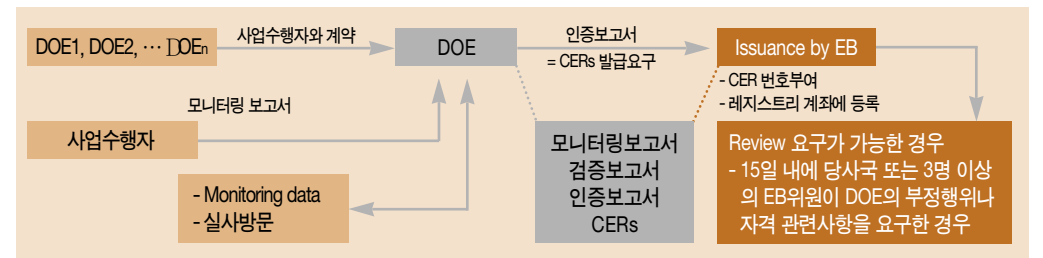 DOE1, DOE2, … DOEn
사업수행자와 계약
DOE
인증보고서
= CERs 발급요구
Issuance by EB
- CER 번호부여
- 레지스트리 계좌에 등록
모니터링 보고서
사업수행자
- Monitoring data
- 실사방문
모니터링보고서
검증보고서
인증보고서
CERs
Review 요구가 가능한 경우
- 15일 내에 당사국 또는 3명 이상
의 EB위원이 DOE의 부정행위나
자격 관련사항을 요구한 경우